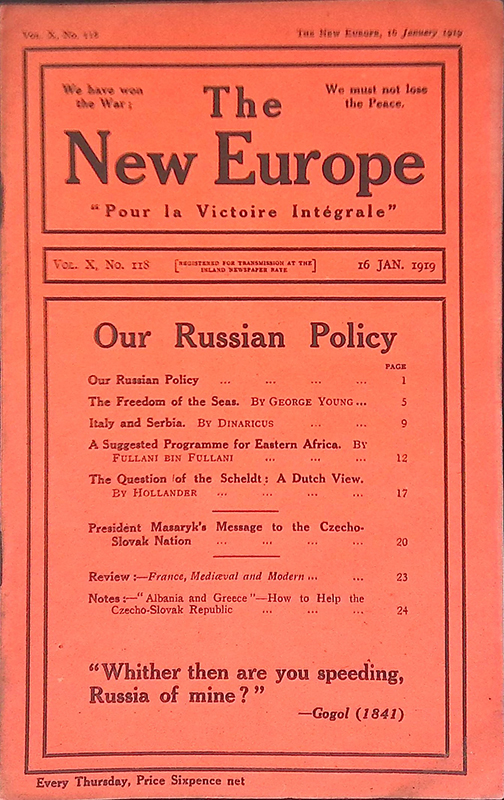 Vol. X, No. 118 The New Europe, 16 January 1919
We have won the War; The We must not lose the Peace.
New Europe
"Pour la Victoire Intégrale"
Vol. X, No. 118 [REGISTERED FOR TRANSMISSION AT THE INLAND NEWSPAPER RATE] 16 JAN. 1919
Our Russian Policy
PAGE
Our Russian Policy ... ... ... ... 1
The Freedom of the Seas. By George Young ... 5
Italy and Serbia. By Dinaricus ... ... 9
A Suggested Programme for Eastern Africa. By
Fullani bin Fullani ... ... ... 12
The Question of the Scheldt: A Dutch View.
By Hollander ... ... ... ... 17
President Masaryk's Message to the Czecho-
Slovak Nation ... ... ... ... 20
Review:—France, Mediæval and Modern ... ... 23
Notes:—"Albania and Greece"—How to Help the
Czecho-Slovak Republic ... ... ... 24
"Whither then are you speeding,
Russia of mine?"
—Gogol (1841)
Every Thursday, Price Sixpence net